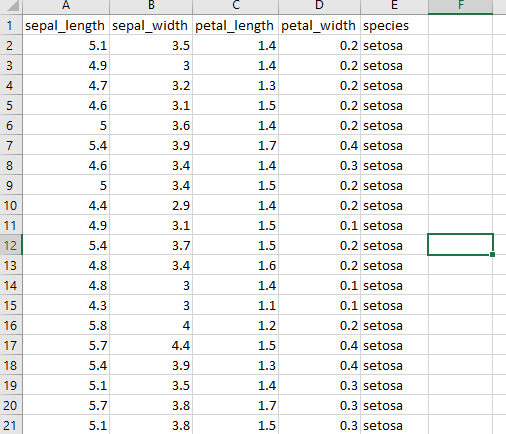 A B C D E F
1 sepal_length sepal_width petal_length petal_width species
2 5.1 3.5 1.4 0.2 setosa
3 4.9 3 1.4 0.2 setosa
4 4.7 3.2 1.3 0.2 setosa
5 4.6 3.1 1.5 0.2 setosa
6 5 3.6 1.4 0.2 setosa
7 5.4 3.9 1.7 0.4 setosa
8 4.6 3.4 1.4 0.3 setosa
9 5 3.4 1.5 0.2 setosa
10 4.4 2.9 1.4 0.2 setosa
11 4.9 3.1 1.5 0.1 setosa
12 5.4 3.7 1.5 0.2 setosa
13 4.8 3.4 1.6 0.2 setosa
14 4.8 3 1.4 0.1 setosa
15 4.3 3 1.1 0.1 setosa
16 5.8 4 1.2 0.2 setosa
17 5.7 4.4 1.5 0.4 setosa
18 5.4 3.9 1.3 0.4 setosa
19 5.1 3.5 1.4 0.3 setosa
20 5.7 3.8 1.7 0.3 setosa
21 5.1 3.8 1.5 0.3 setosa